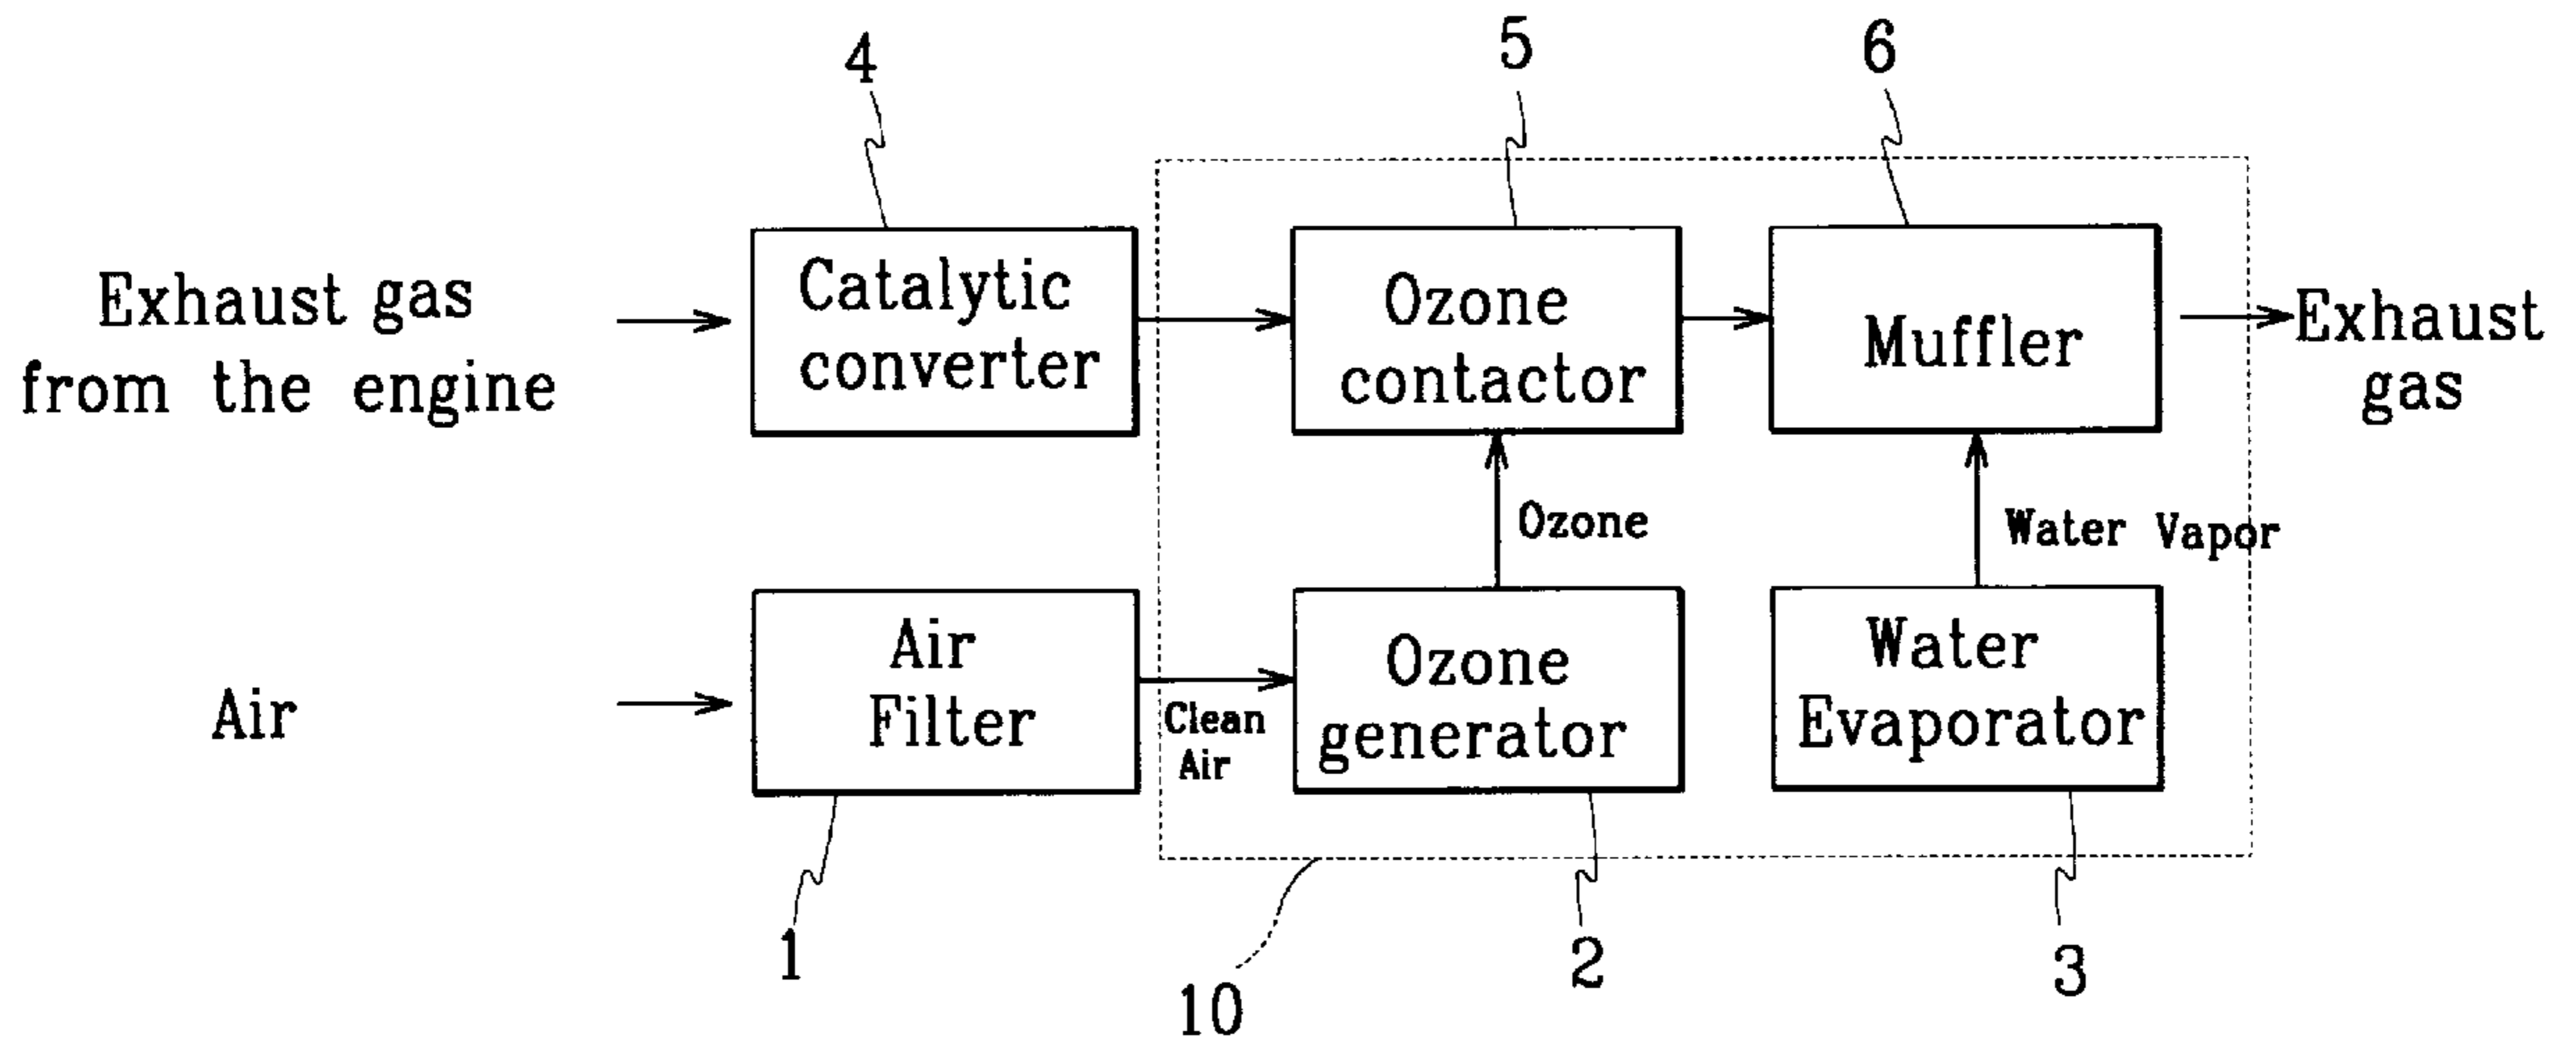 4
5
6
Exhaust gas
from the engine
Catalytic
converter
Ozone
contactor
Muffler
Exhaust
gas
Ozone
Water Vapor
Air
Air
Filter
Clean
Air
Ozone
generator
Water
Evaporator
1
10
2
3